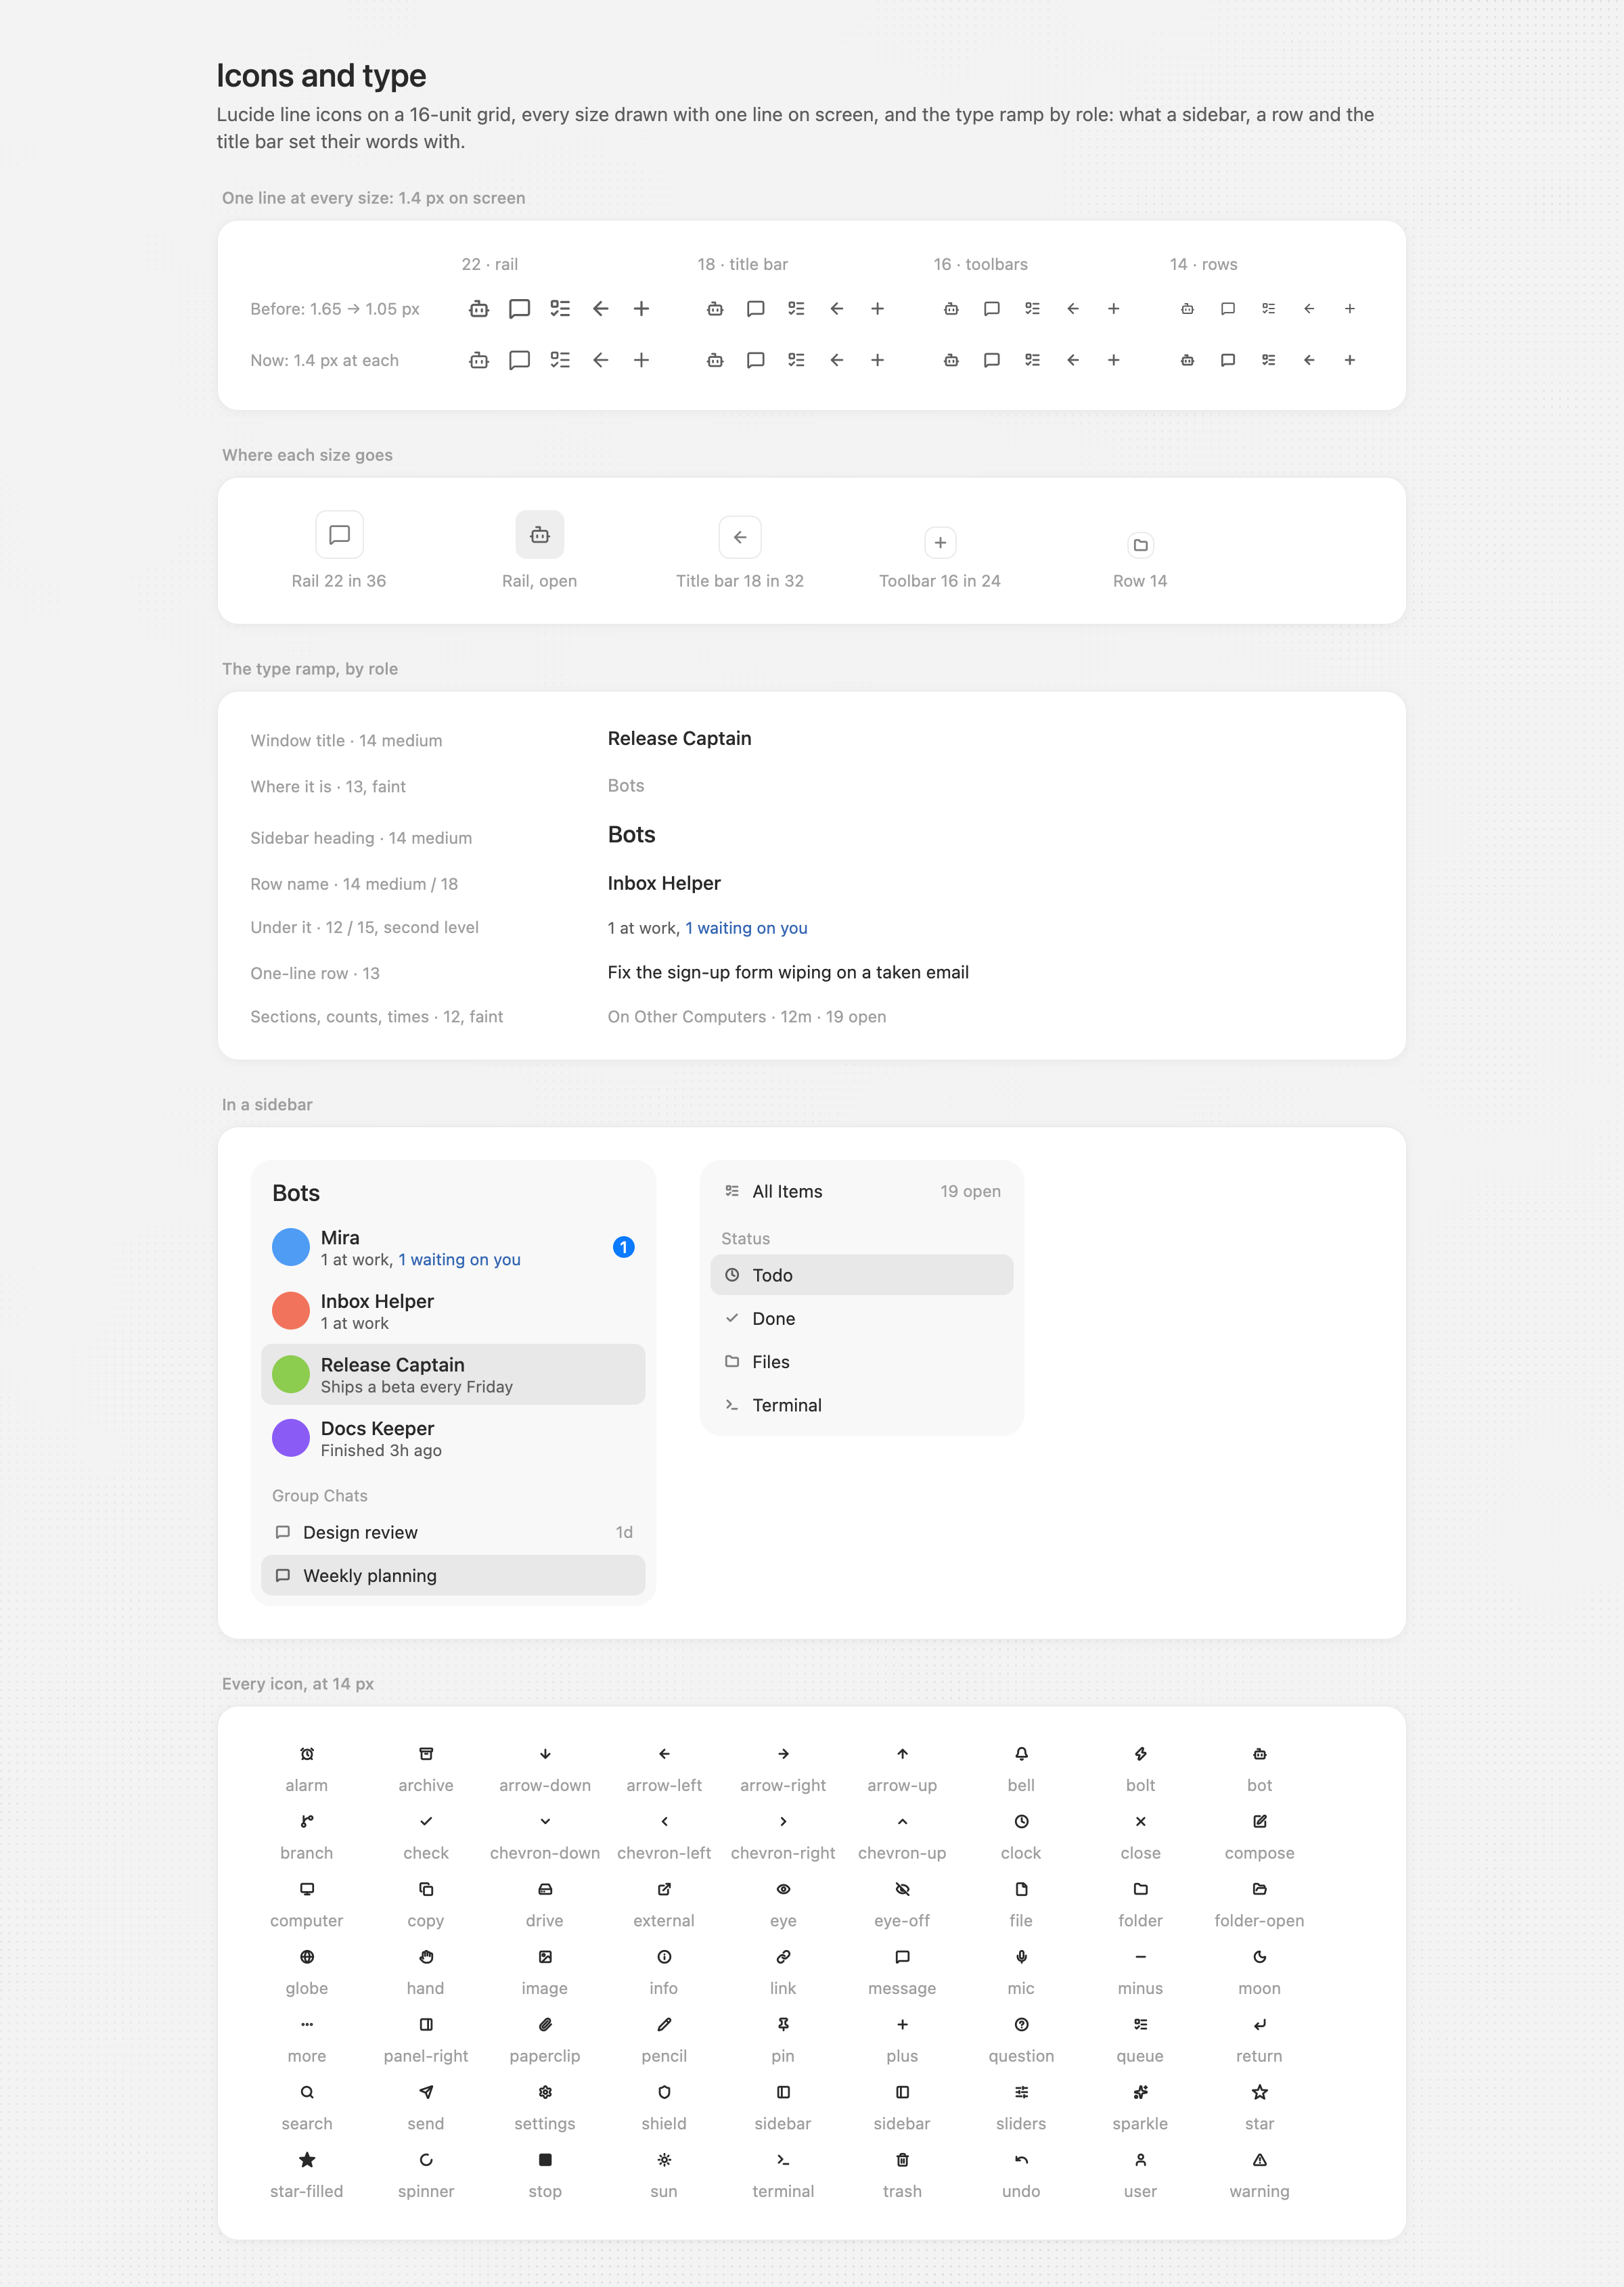 Icons and type
Lucide line icons on a 16-unit grid, every size drawn with one line on screen, and the type ramp by role: what a sidebar, a row and the
title bar set their words with.
One line at every size: 1.4 px on screen
22 · rail
18 · title bar
16 · toolbars
14 · rows
Before: 1.65 → 1.05 px
Now: 1.4 px at each
Where each size goes
Rail 22 in 36
Rail, open
Title bar 18 in 32
Toolbar 16 in 24
Row 14
The type ramp, by role
Window title · 14 medium
Release Captain
Where it is · 13, faint
Bots
Sidebar heading · 14 medium
Bots
Row name · 14 medium / 18
Inbox Helper
Under it · 12 / 15, second level
1 at work, 1 waiting on you
One-line row · 13
Fix the sign-up form wiping on a taken email
Sections, counts, times · 12, faint
On Other Computers · 12m · 19 open
In a sidebar
Bots
Mira
1 at work, 1 waiting on you
1
Inbox Helper
1 at work
Release Captain
Ships a beta every Friday
Docs Keeper
Finished 3h ago
Group Chats
Design review
1d
Weekly planning
All Items
19 open
Status
Todo
Done
Files
Terminal
Every icon, at 14 px
alarm
archive
arrow-down
arrow-left
arrow-right
arrow-up
bell
bolt
bot
branch
check
chevron-down
chevron-left
chevron-right
chevron-up
clock
close
compose
computer
copy
drive
external
eye
eye-off
file
folder
folder-open
globe
hand
image
info
link
message
mic
minus
moon
more
panel-right
paperclip
pencil
pin
plus
question
queue
return
search
send
settings
shield
sidebar
sidebar
sliders
sparkle
star
star-filled
spinner
stop
sun
terminal
trash
undo
user
warning